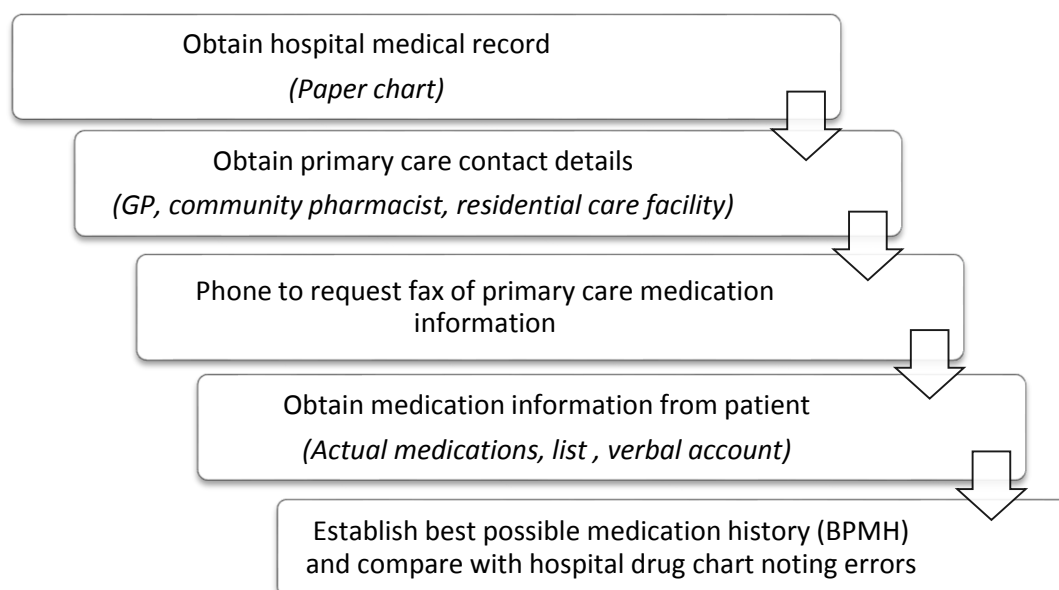 Obtain hospital medical record
(Paper chart)
Obtain primary care contact details
(GP, community pharmacist, residential care facility)
Phone to request fax of primary care medication
information
Obtain medication information from patient
(Actual medications, list , verbal account)
Establish best possible medication history (BPMH)
and compare with hospital drug chart noting errors